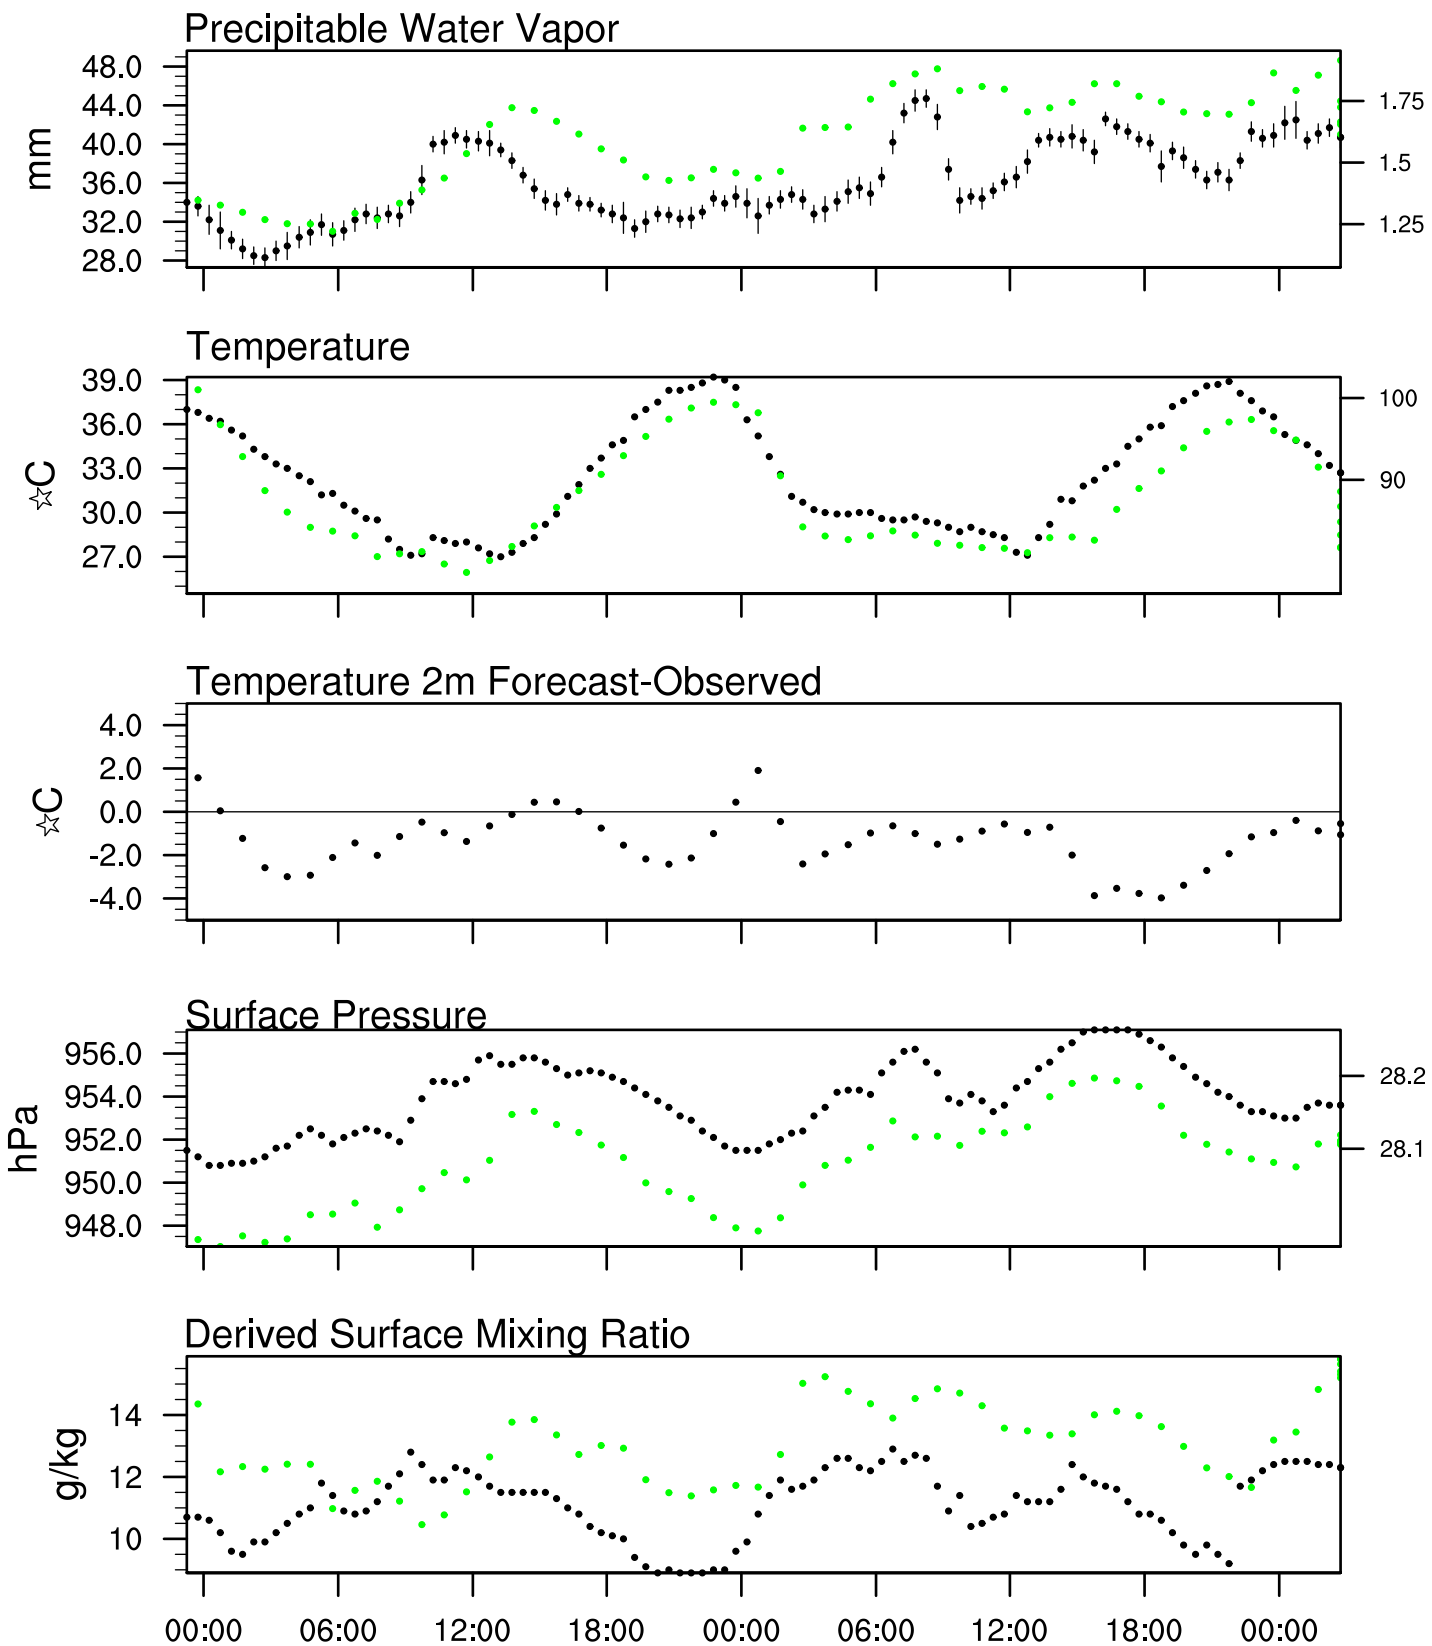 Precipitable Water Vapor
48.0
44.0
40.0
36.0
32.0
28.0
mm
1.75
1.5
1.25
Temperature
39.0
36.0
33.0
30.0
27.0
☆C
100
90
Temperature 2m Forecast-Observed
4.0
2.0
0.0
-2.0
-4.0
☆C
Surface Pressure
956.0
954.0
952.0
950.0
948.0
hPa
28.2
28.1
Derived Surface Mixing Ratio
14
12
10
g/kg
00:00 06:00 12:00 18:00 00:00 06:00 12:00 18:00 00:00